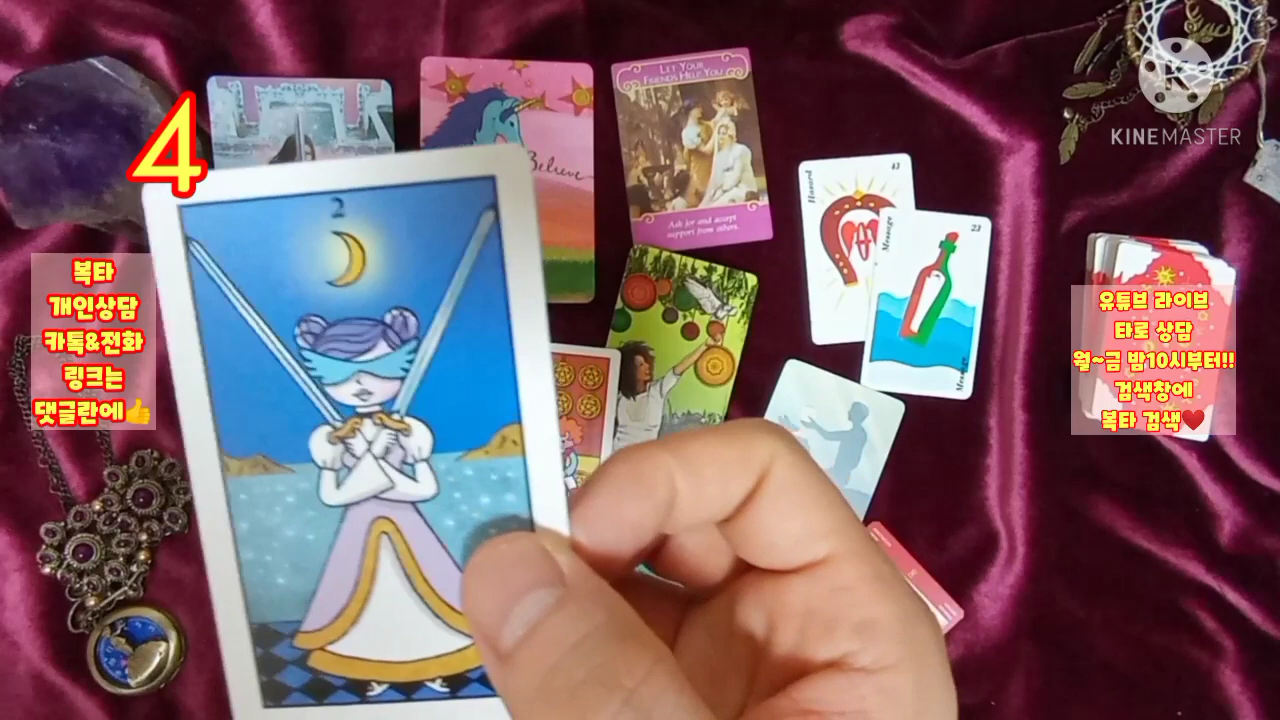 4
복타
개인상담
카톡&전화
링크는
댓글란에👍
2
Believe
LET YOUR
FRIENDS HELP YOU
Ask for and accept
support from others.
43
Hazard
23
Message
Message
KINEMASTER
유튜브 라이브
타로 상담
월~금 밤10시부터!!
검색창에
복타 검색♥